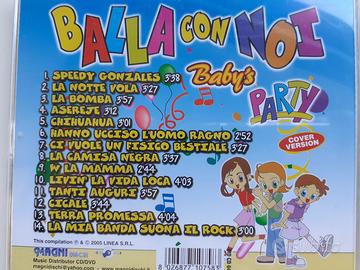 BALLA CON NOI
Baby's
PARTY
COVER
VERSION
1. SPEEDY GONZALES 3'38
2. LA NOTTE VOLA 3'27
3. LA BOMBA 3'57
4. ASEREJE 3'12
5. CHIHUAHUA 3'01
6. HANNO UCCISO L'UOMO RAGNO 2'52
7. CI VUOLE UN FISICO BESTIALE 3'27
8. LA CAMISA NEGRA 3'37
9. W LA MAMMA 2'44
10. LIVIN' LA VIDA LOCA 4'03
11. TANTI AUGURI 3'57
12. CICALE 3'44
13. TERRA PROMESSA 4'04
14. LA MIA BANDA SUONA IL ROCK 3'00
This compilation ℗ & © 2005 LINEA S.R.L.
MAGNI
Music Distributor CD/DVD
8 026877 107583